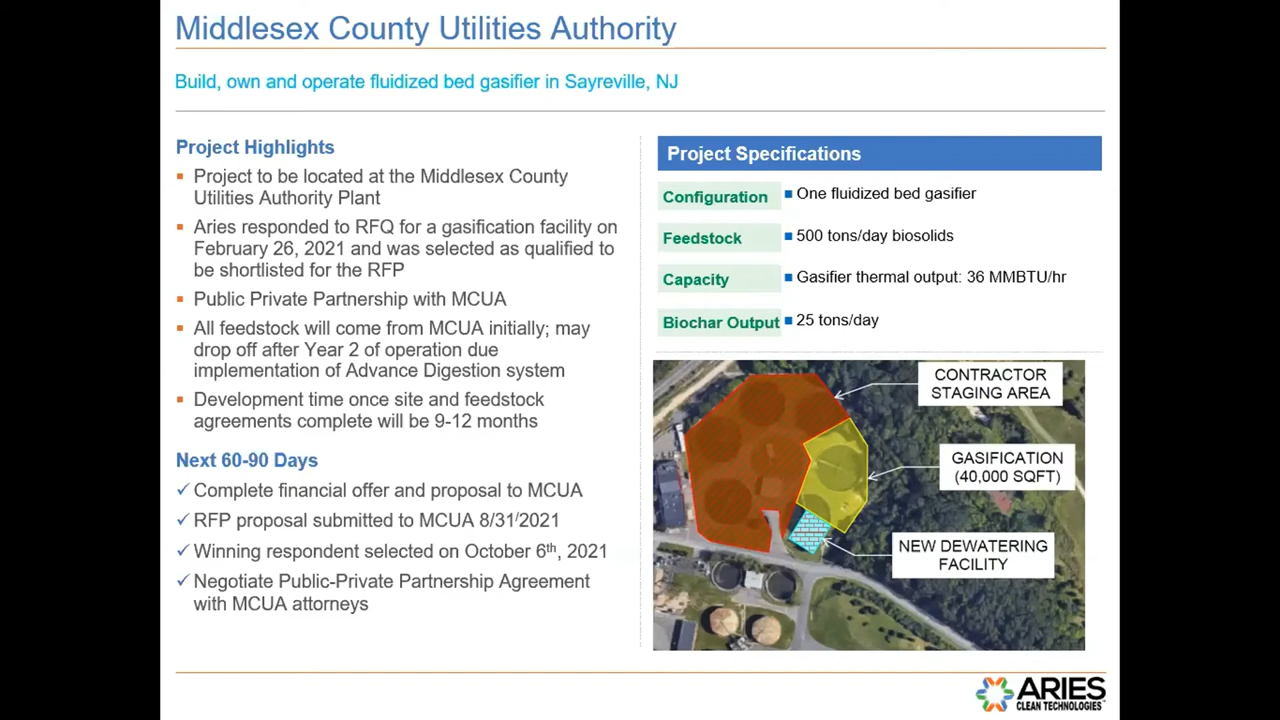 Middlesex County Utilities Authority
Build, own and operate fluidized bed gasifier in Sayreville, NJ
Project Highlights
▪ Project to be located at the Middlesex County
Utilities Authority Plant
▪ Aries responded to RFQ for a gasification facility on
February 26, 2021 and was selected as qualified to
be shortlisted for the RFP
▪ Public Private Partnership with MCUA
▪ All feedstock will come from MCUA initially; may
drop off after Year 2 of operation due
implementation of Advance Digestion system
▪ Development time once site and feedstock
agreements complete will be 9-12 months
Next 60-90 Days
✓ Complete financial offer and proposal to MCUA
✓ RFP proposal submitted to MCUA 8/31/2021
✓ Winning respondent selected on October 6th, 2021
✓ Negotiate Public-Private Partnership Agreement
with MCUA attorneys
Project Specifications
Configuration ▪ One fluidized bed gasifier
Feedstock ▪ 500 tons/day biosolids
Capacity ▪ Gasifier thermal output: 36 MMBTU/hr
Biochar Output ▪ 25 tons/day
CONTRACTOR
STAGING AREA
GASIFICATION
(40,000 SQFT)
NEW DEWATERING
FACILITY
ARIES
CLEAN TECHNOLOGIES